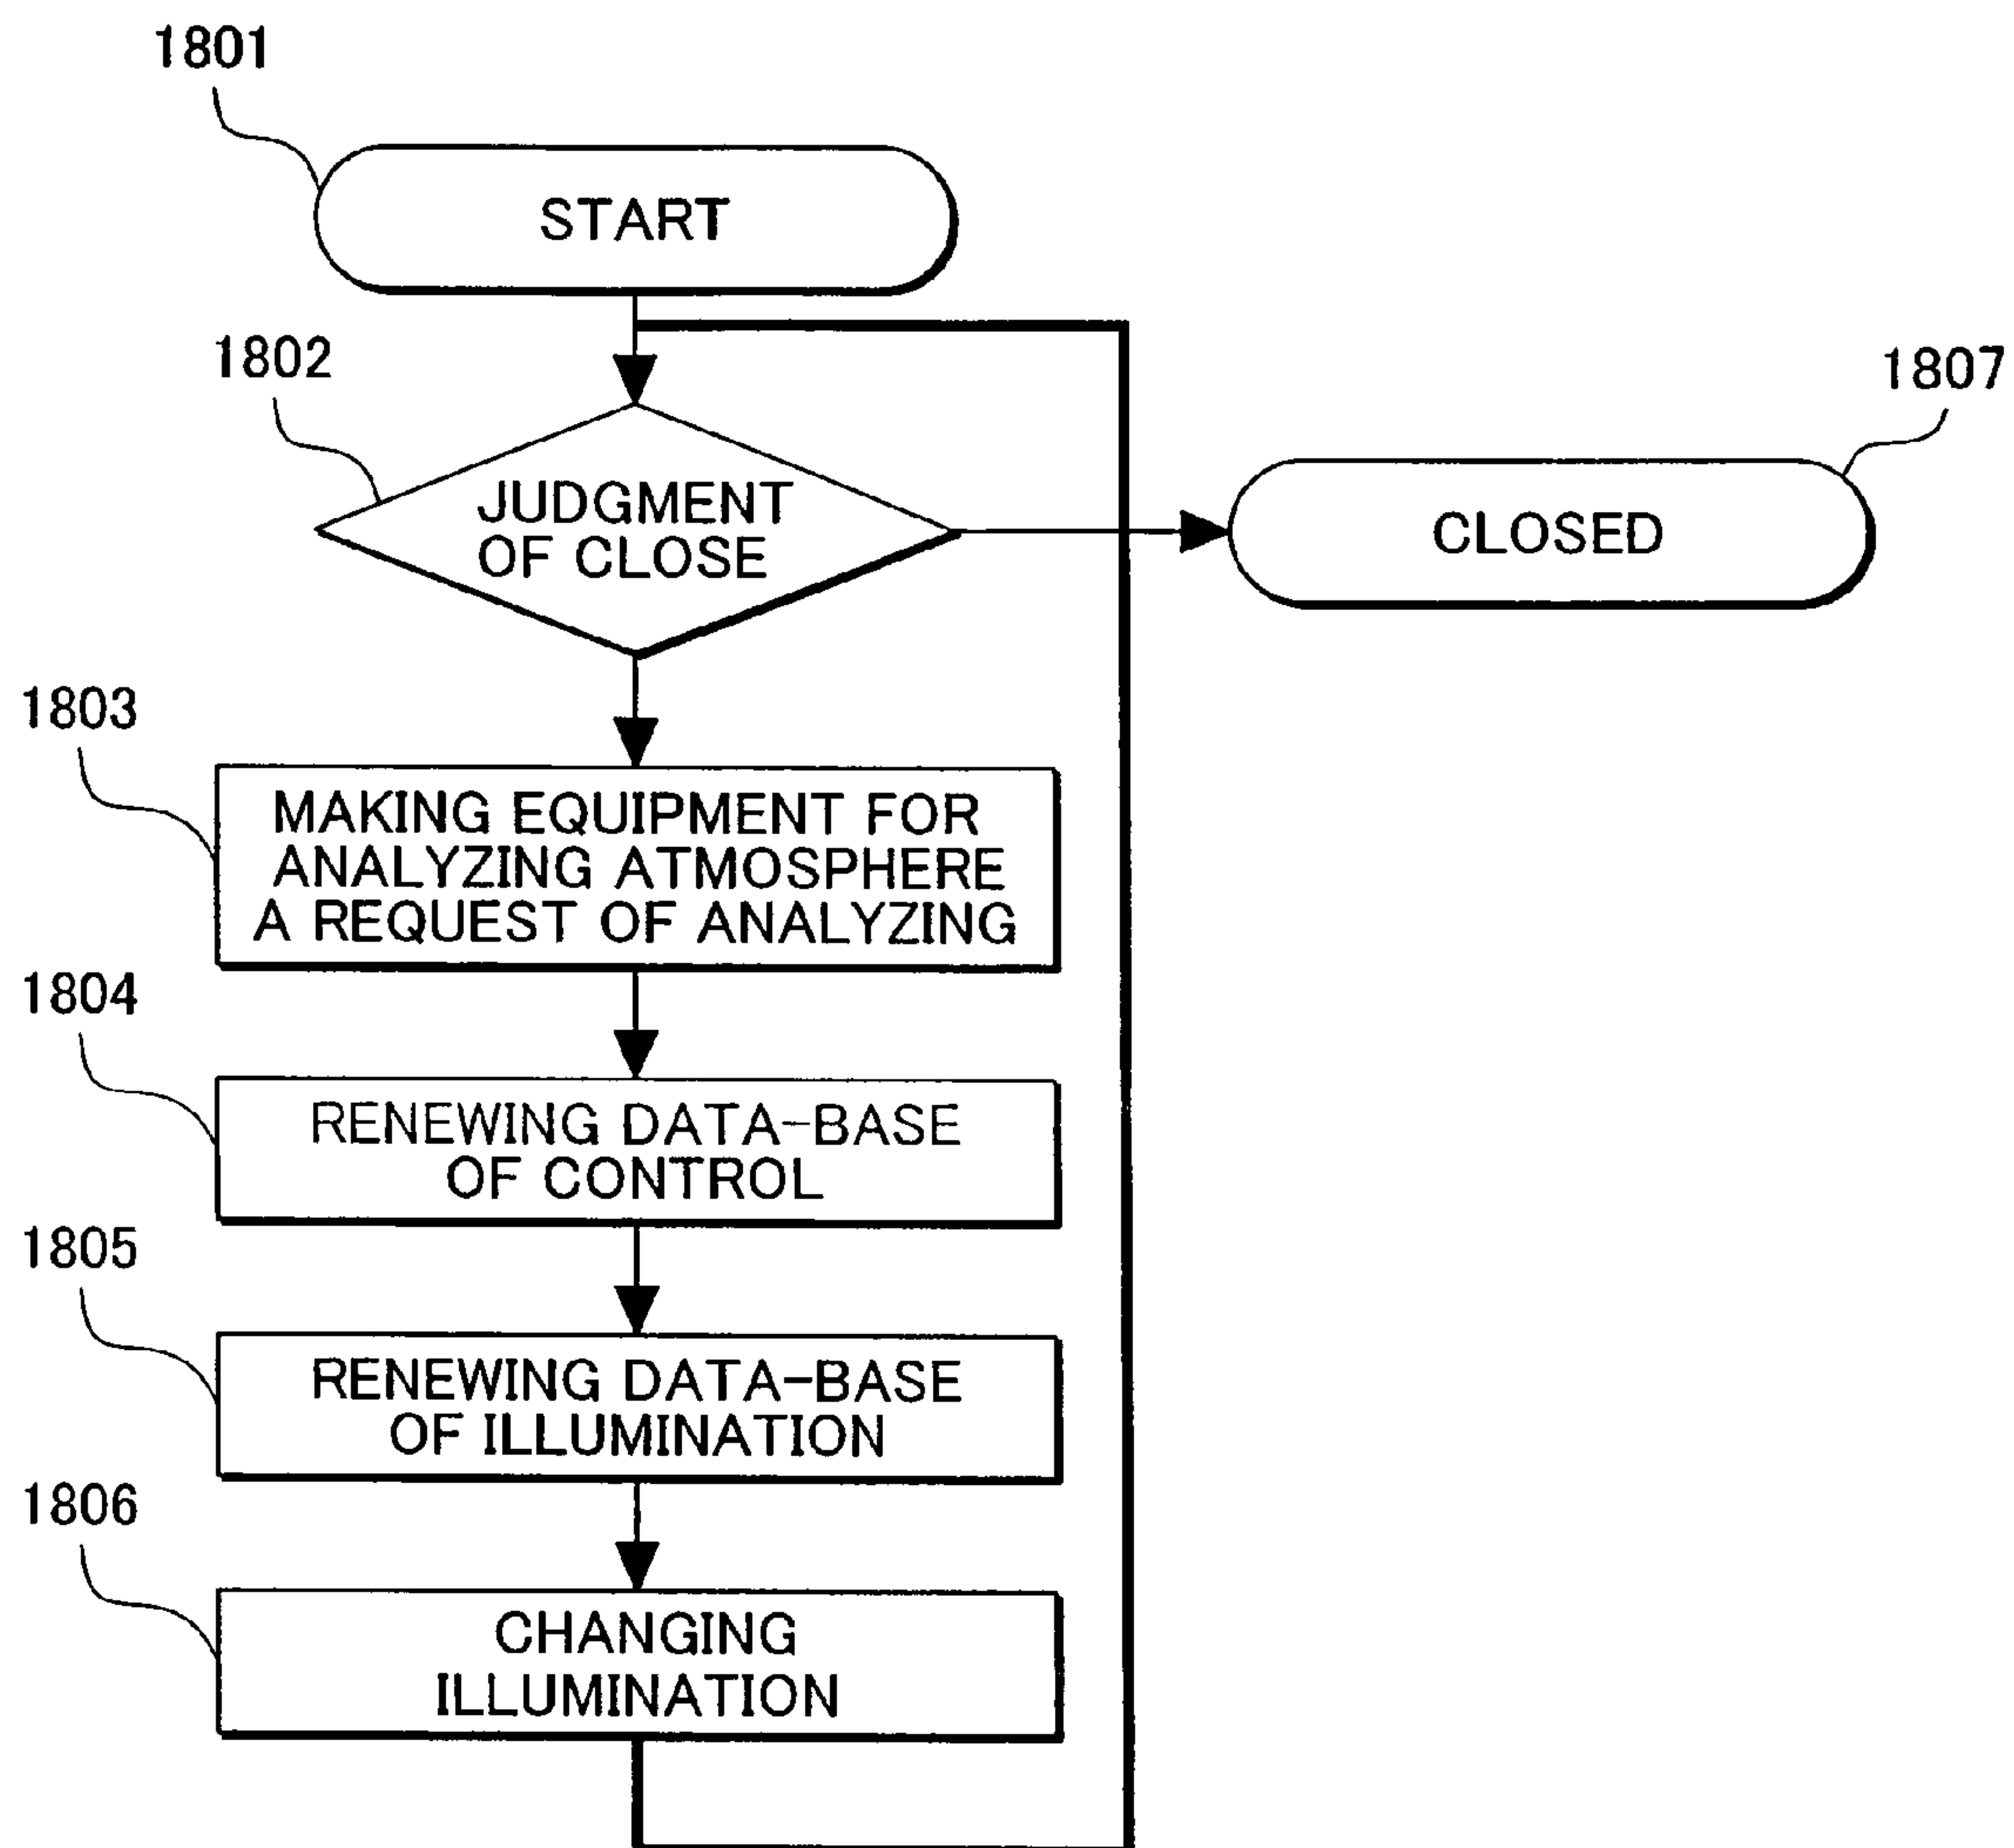 1801
START
1802
JUDGMENT
OF CLOSE
1807
CLOSED
1803
MAKING EQUIPMENT FOR
ANALYZING ATMOSPHERE
A REQUEST OF ANALYZING
1804
RENEWING DATA-BASE
OF CONTROL
1805
RENEWING DATA-BASE
OF ILLUMINATION
1806
CHANGING
ILLUMINATION